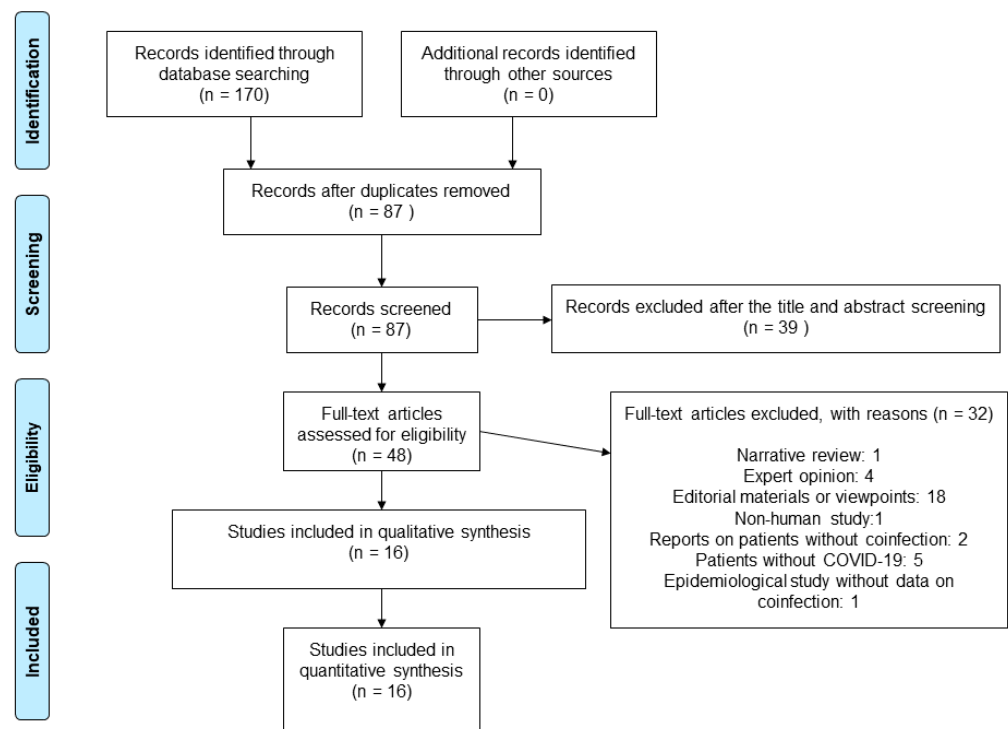 Identification
Records identified through
database searching
(n = 170)
Additional records identified
through other sources
(n = 0)
Records after duplicates removed
(n = 87 )
Screening
Records screened
(n = 87)
Records excluded after the title and abstract screening
(n = 39 )
Eligibility
Full-text articles
assessed for eligibility
(n = 48)
Full-text articles excluded, with reasons (n = 32)
Narrative review: 1
Expert opinion: 4
Editorial materials or viewpoints: 18
Non-human study:1
Reports on patients without coinfection: 2
Patients without COVID-19: 5
Epidemiological study without data on
coinfection: 1
Studies included in qualitative synthesis
(n = 16)
Included
Studies included in
quantitative synthesis
(n = 16)